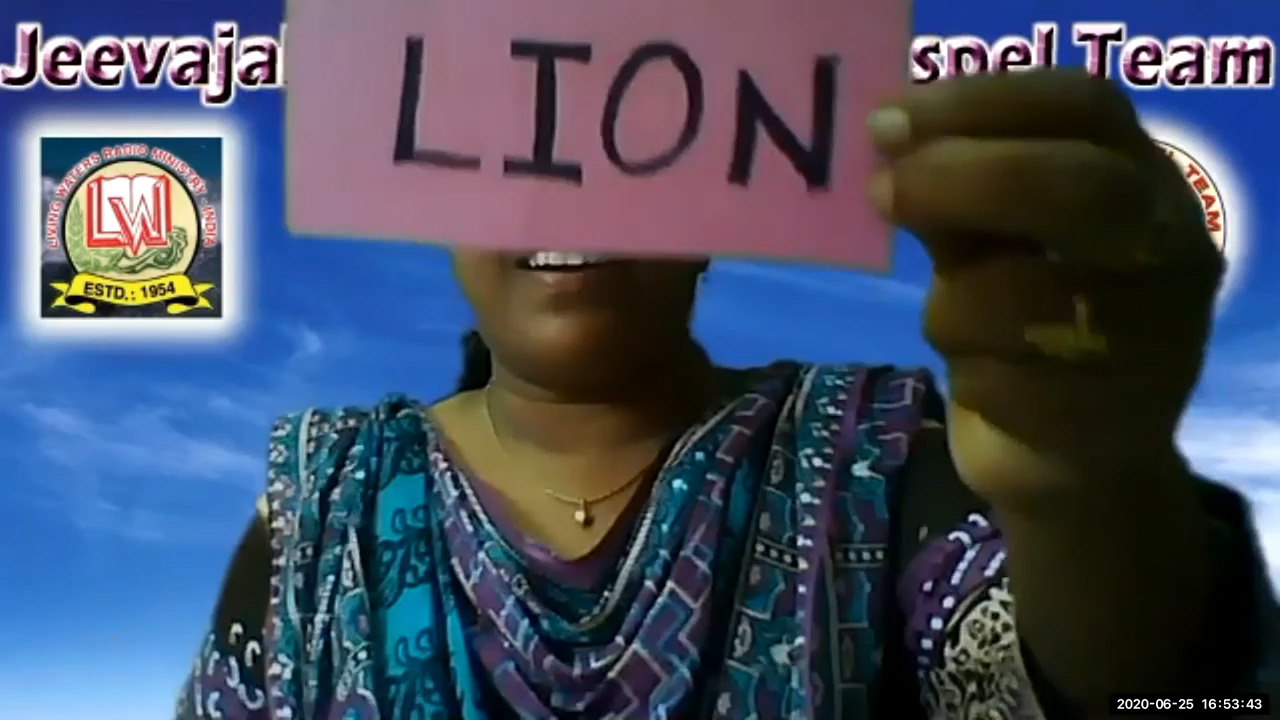 Jeevaja
spel Team
LION
LIVING WATERS RADIO MINISTRY - INDIA
LW
ESTD.: 1954
TEAM
2020-06-25 16:53:43